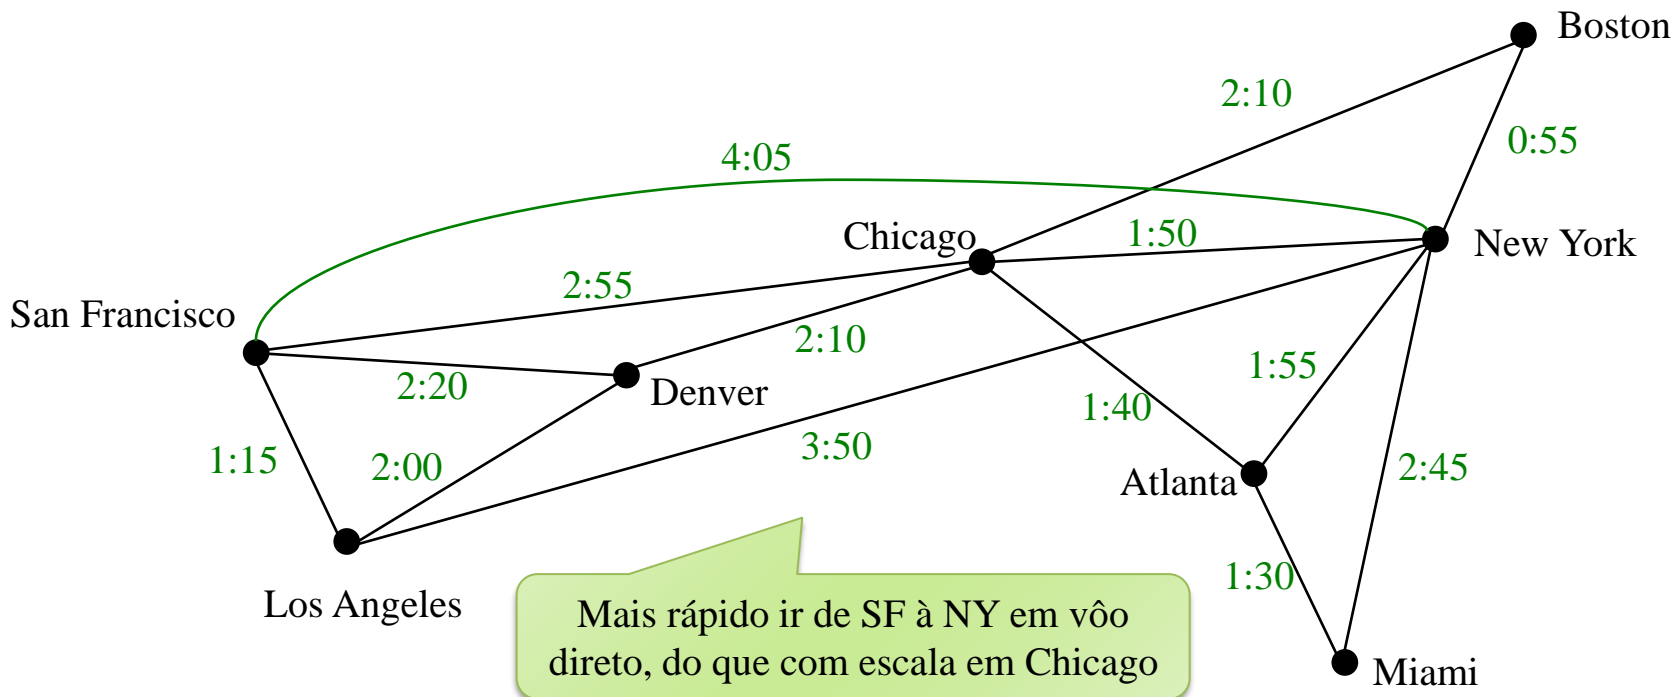 Boston
2:10
0:55
4:05
Chicago
1:50
New York
2:55
San Francisco
2:10
2:20
Denver
1:55
1:40
3:50
1:15
2:00
2:45
Atlanta
1:30
Los Angeles
Mais rápido ir de SF à NY em vôo
direto, do que com escala em Chicago
Miami